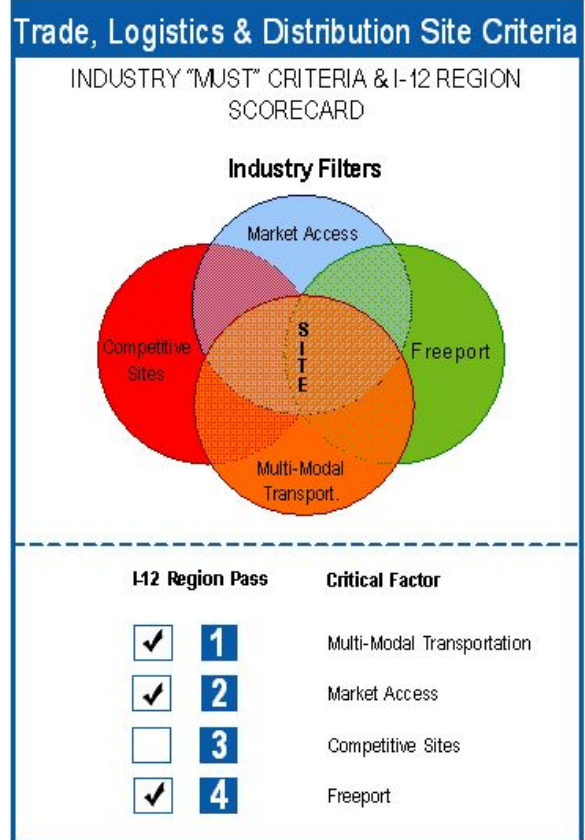 Trade, Logistics & Distribution Site Criteria
INDUSTRY “MUST” CRITERIA & I-12 REGION
SCORECARD
Industry Filters
Market Access
Competitive
Sites
SITE
Freeport
Multi-Modal
Transport.
I-12 Region Pass Critical Factor
1 Multi-Modal Transportation
2 Market Access
3 Competitive Sites
4 Freeport